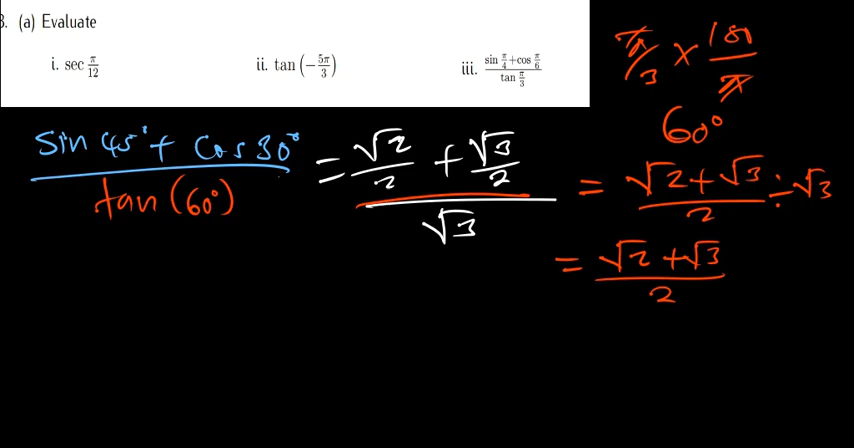 3. (a) Evaluate
i. sec π/12
ii. tan (−5π/3)
iii. (sin π/4 + cos π/6)/(tan π/3)
π/3 × 180/π
60°
(sin 45° + cos 30°)/(tan (60°)) = (√2/2 + √3/2)/√3
= (√2 + √3)/2 ÷ √3
= (√2 + √3)/2